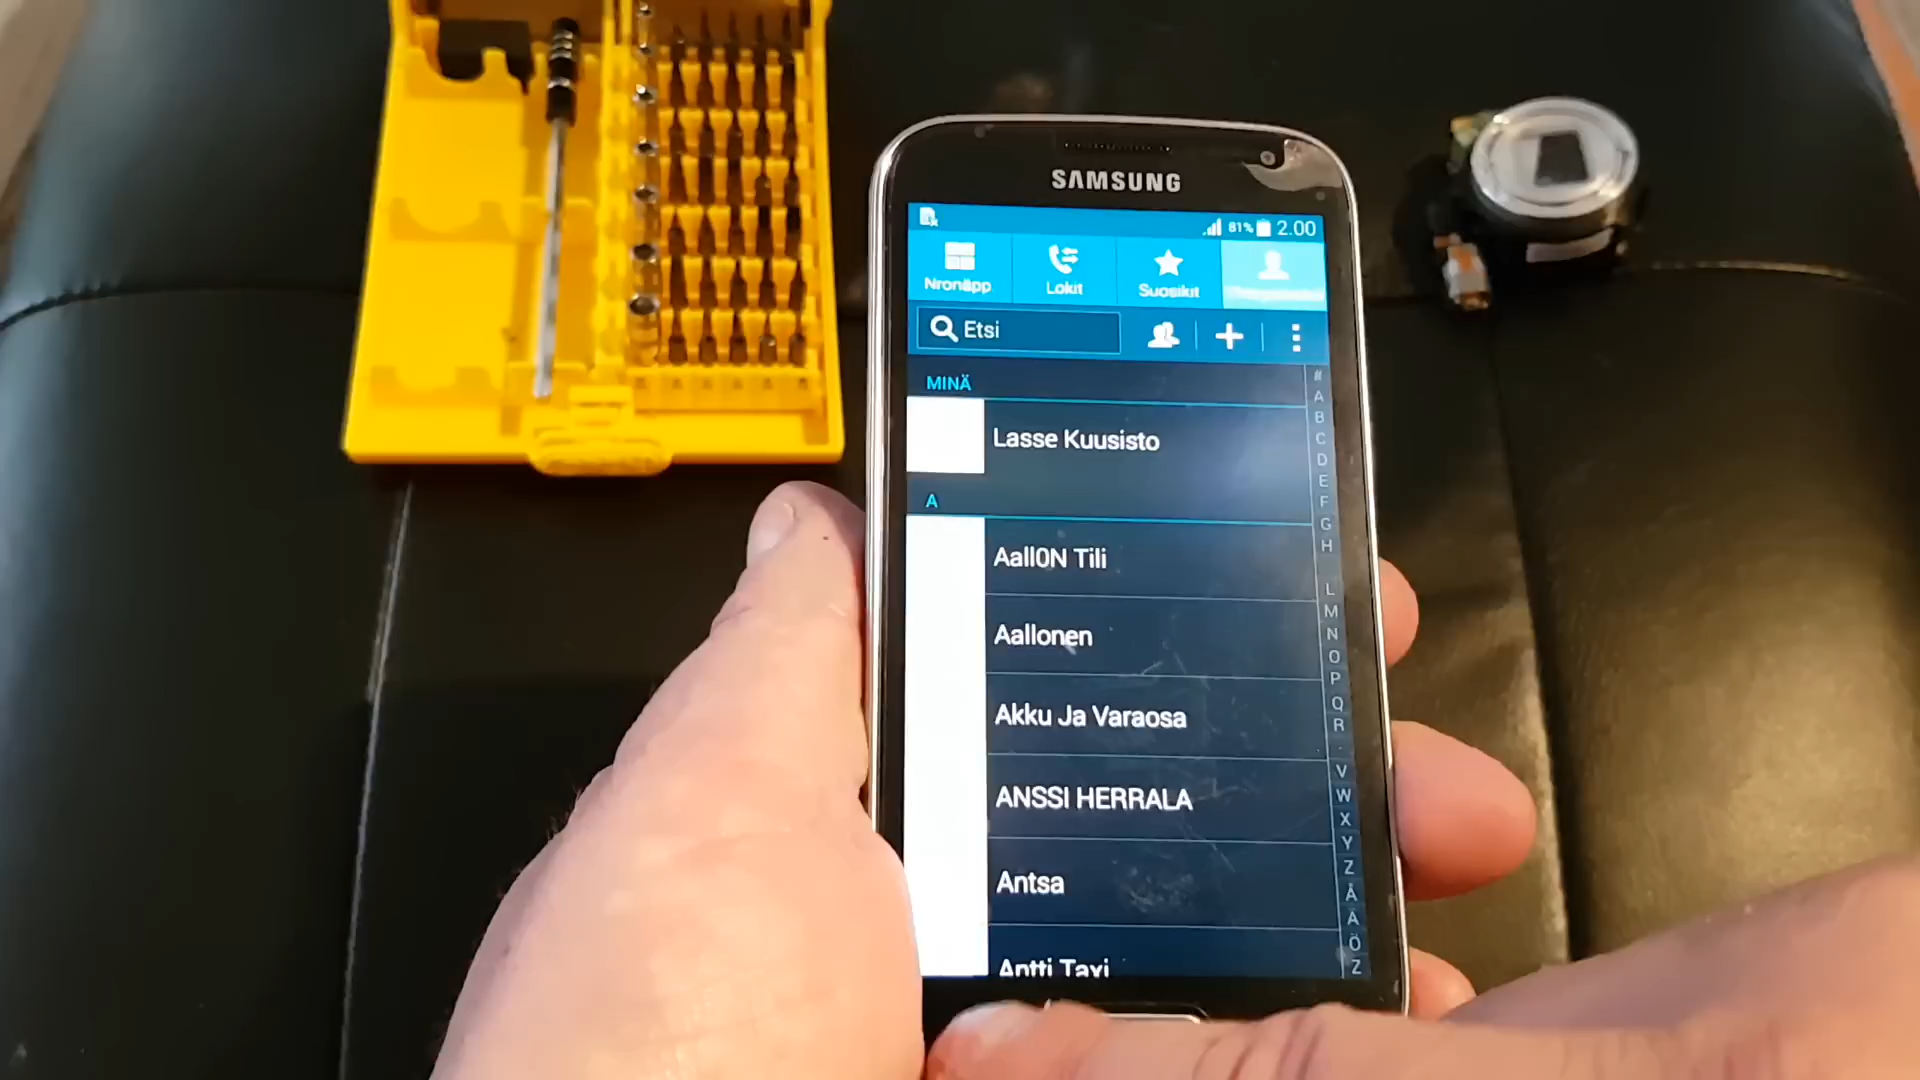 SAMSUNG
81% 2.00
Nronäpp Lokit Suosikit
Etsi
MINÄ
Lasse Kuusisto
A
Aall0N Tili
Aallonen
Akku Ja Varaosa
ANSSI HERRALA
Antsa
Antti Taxi
#
A
B
C
D
E
F
G
H
L
M
N
O
P
Q
R
V
W
X
Y
Z
Å
Ä
Ö
Z